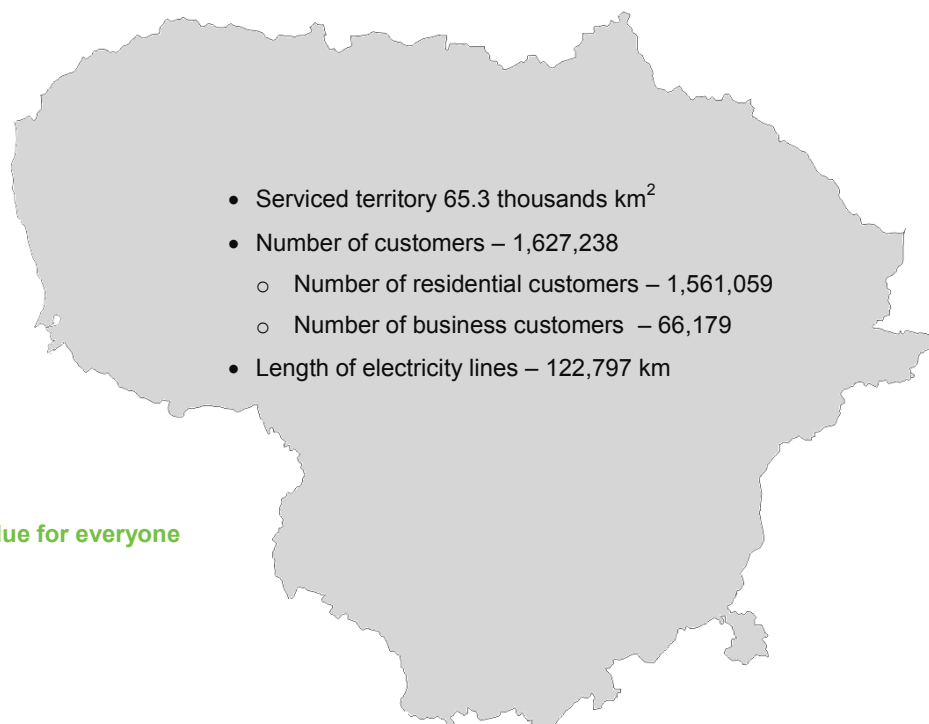 • Serviced territory 65.3 thousands km²
• Number of customers – 1,627,238
o Number of residential customers – 1,561,059
o Number of business customers – 66,179
• Length of electricity lines – 122,797 km
for everyone